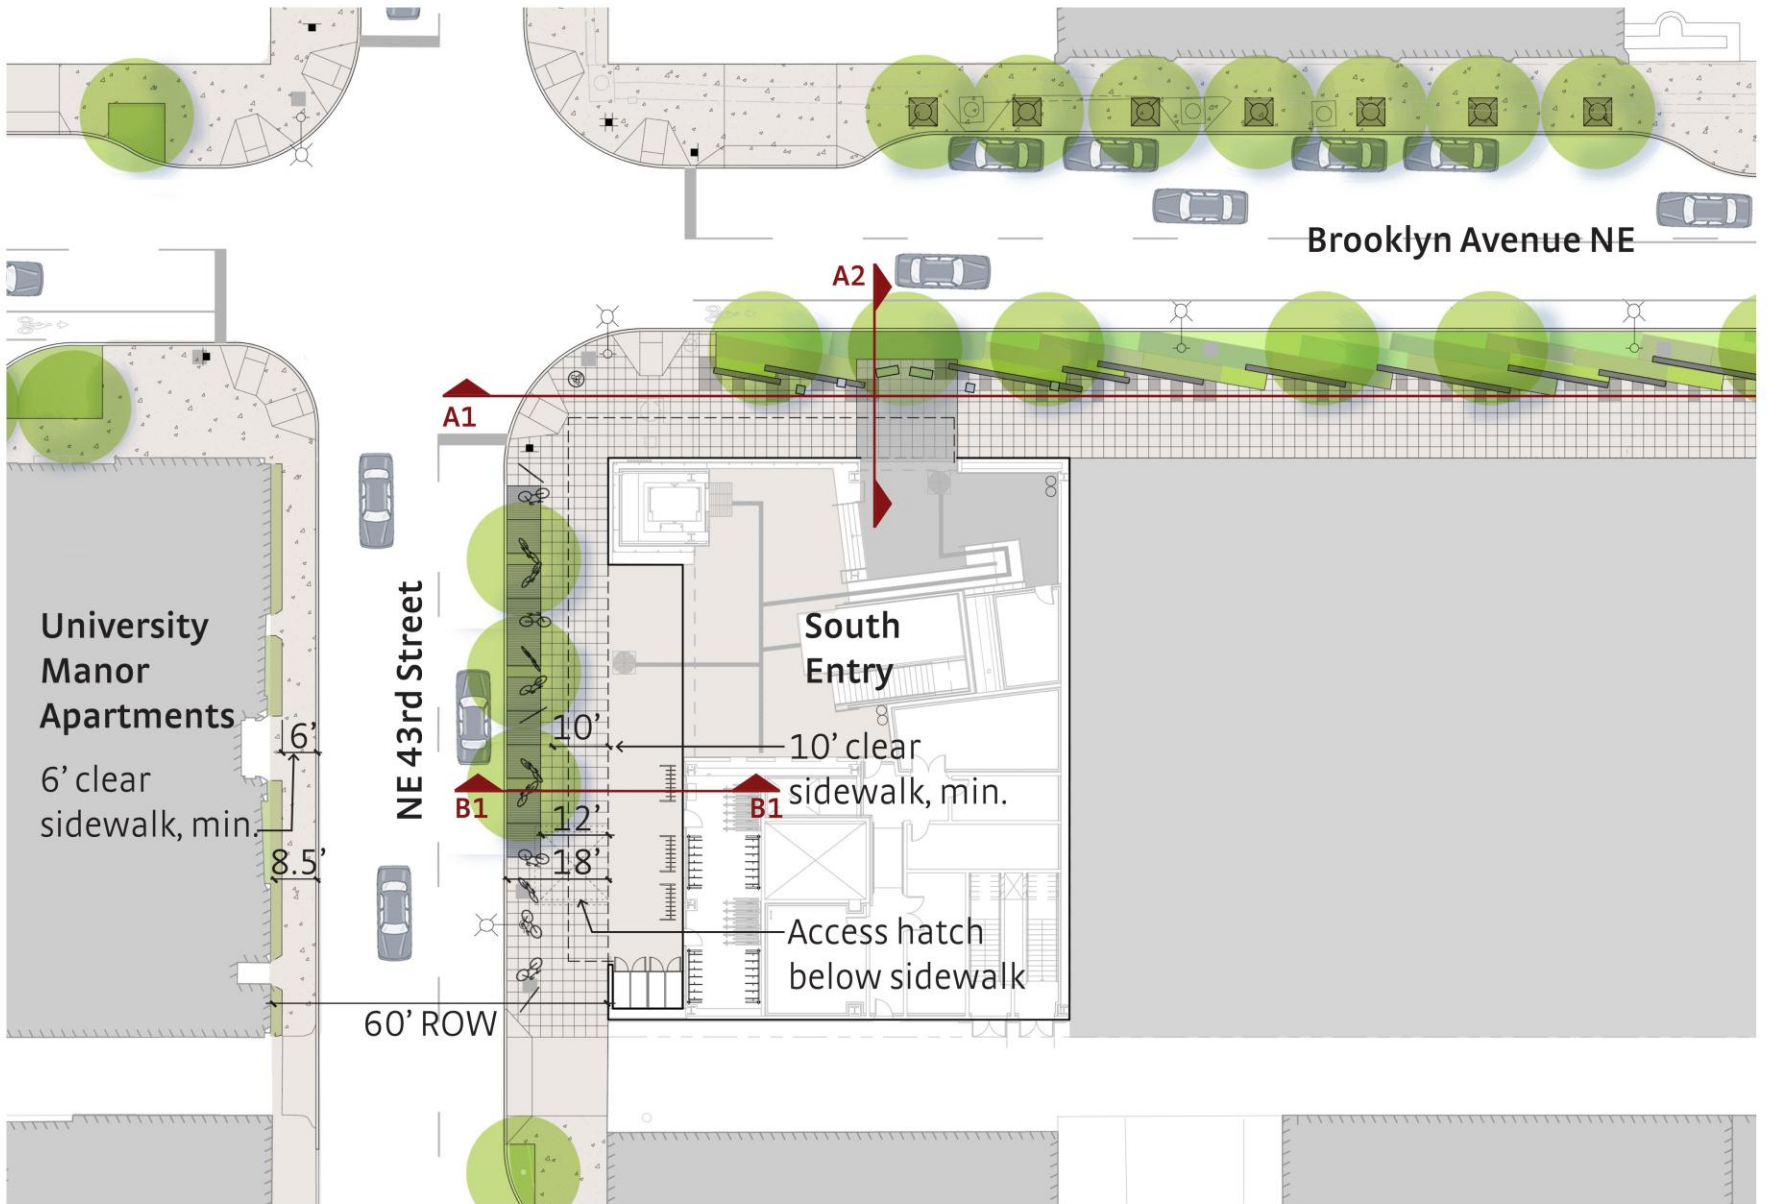 Brooklyn Avenue NE
A2
A1
University
Manor
Apartments
6’ clear
sidewalk, min.
6’
8.5’
NE 43rd Street
South
Entry
10’
10’ clear
sidewalk, min.
B1
B1
12’
18’
Access hatch
below sidewalk
60’ ROW